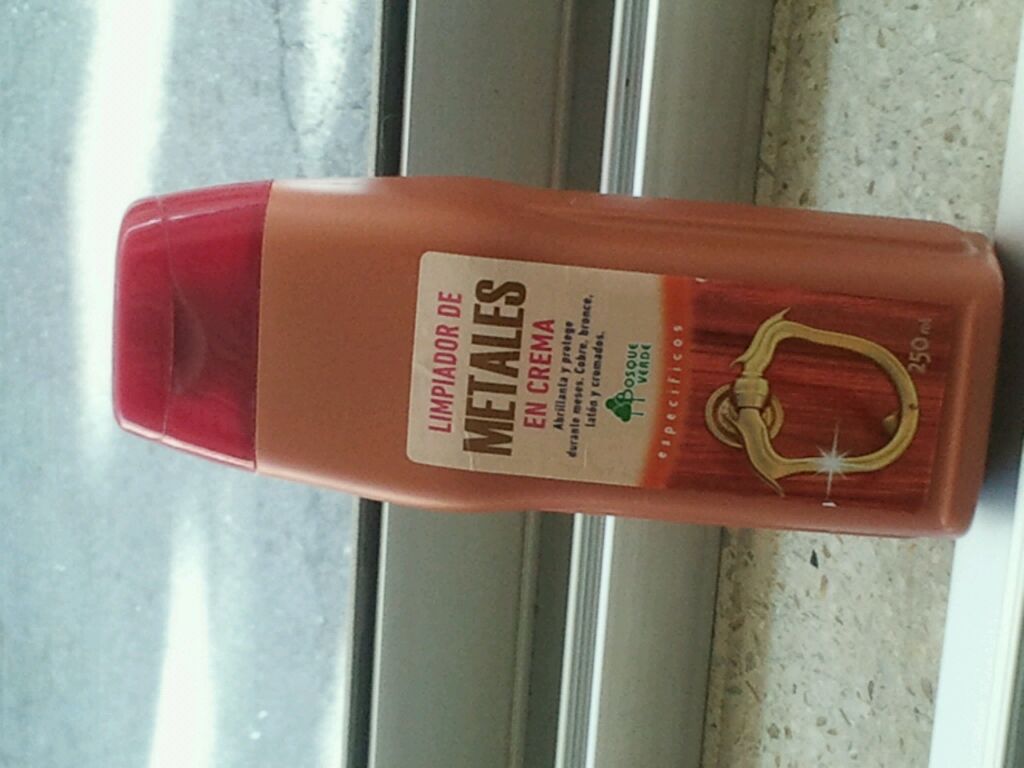 LIMPIADOR DE
METALES
EN CREMA
Abrillanta y protege
durante meses. Cobre, bronce,
latón y cromados.
BOSQUE
VERDE
específicos
250 ml